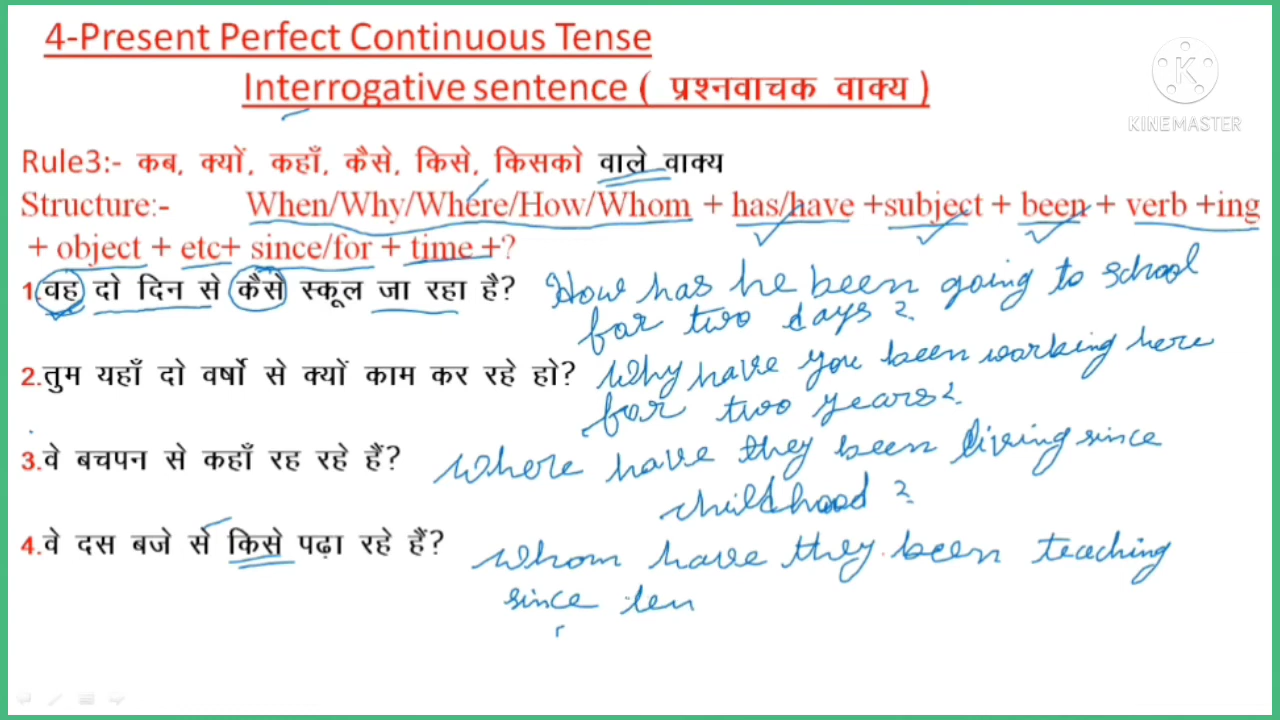 4-Present Perfect Continuous Tense
Interrogative sentence ( प्रश्नवाचक वाक्य )
KINEMASTER
Rule3:- कब, क्यों, कहाँ, कैसे, किसे, किसको वाले वाक्य
Structure:- When/Why/Where/How/Whom + has/have +subject + been + verb +ing
+ object + etc+ since/for + time +?
1.वह दो दिन से कैसे स्कूल जा रहा है? How has he been going to school
for two days?
2.तुम यहाँ दो वर्षो से क्यों काम कर रहे हो? Why have you been working here
for two years?
3.वे बचपन से कहाँ रह रहे हैं? Where have they been living since
childhood?
4.वे दस बजे से किसे पढ़ा रहे हैं? Whom have they been teaching
since ten